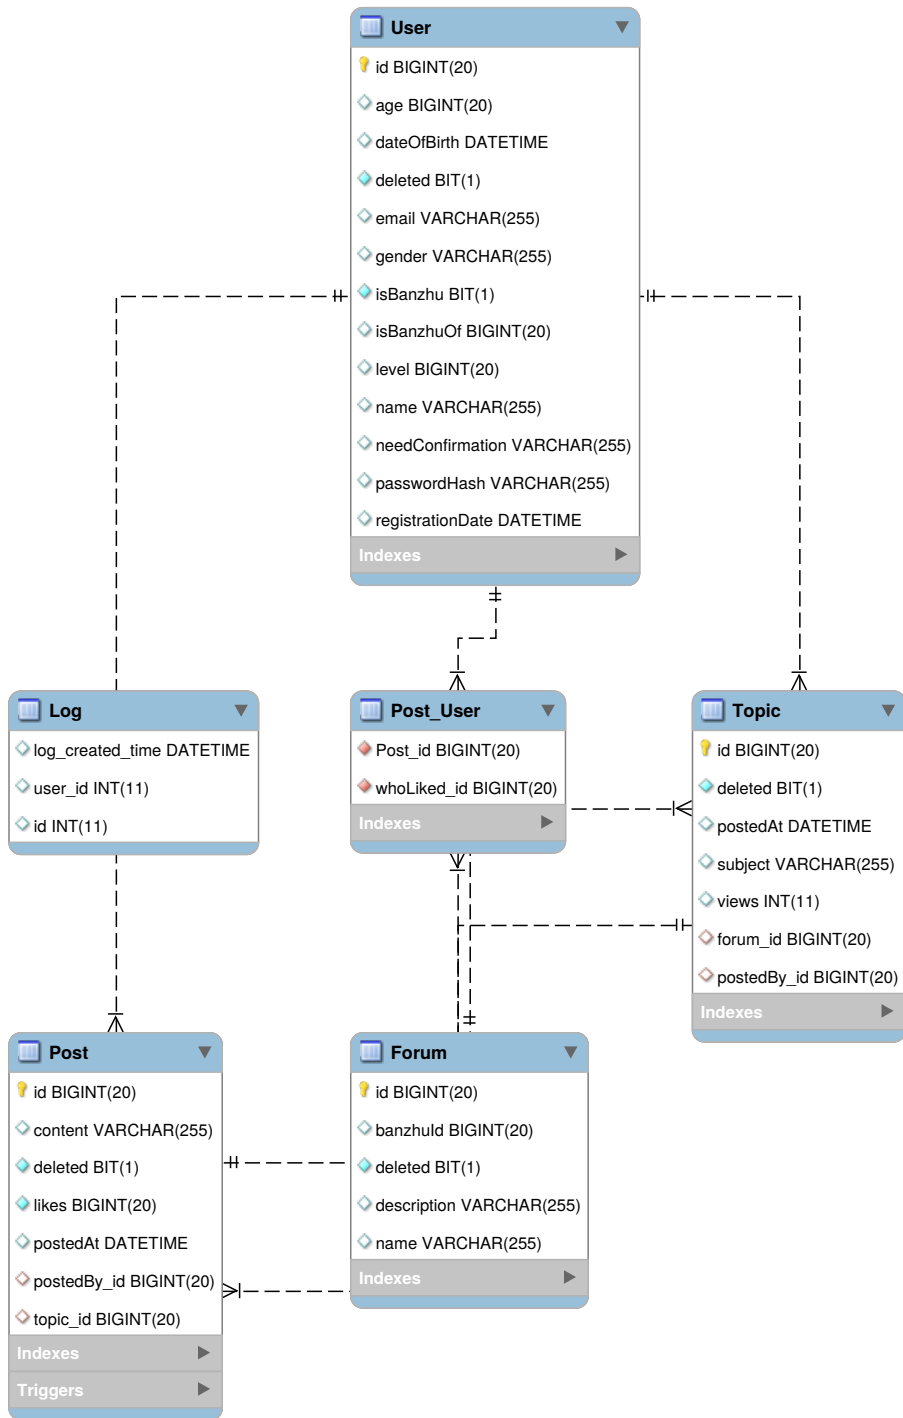 User
id BIGINT(20)
age BIGINT(20)
dateOfBirth DATETIME
deleted BIT(1)
email VARCHAR(255)
gender VARCHAR(255)
isBanzhu BIT(1)
isBanzhuOf BIGINT(20)
level BIGINT(20)
name VARCHAR(255)
needConfirmation VARCHAR(255)
passwordHash VARCHAR(255)
registrationDate DATETIME
Indexes
Log
log_created_time DATETIME
user_id INT(11)
id INT(11)
Post_User
Post_id BIGINT(20)
whoLiked_id BIGINT(20)
Indexes
Topic
id BIGINT(20)
deleted BIT(1)
postedAt DATETIME
subject VARCHAR(255)
views INT(11)
forum_id BIGINT(20)
postedBy_id BIGINT(20)
Indexes
Post
id BIGINT(20)
content VARCHAR(255)
deleted BIT(1)
likes BIGINT(20)
postedAt DATETIME
postedBy_id BIGINT(20)
topic_id BIGINT(20)
Indexes
Triggers
Forum
id BIGINT(20)
banzhuId BIGINT(20)
deleted BIT(1)
description VARCHAR(255)
name VARCHAR(255)
Indexes